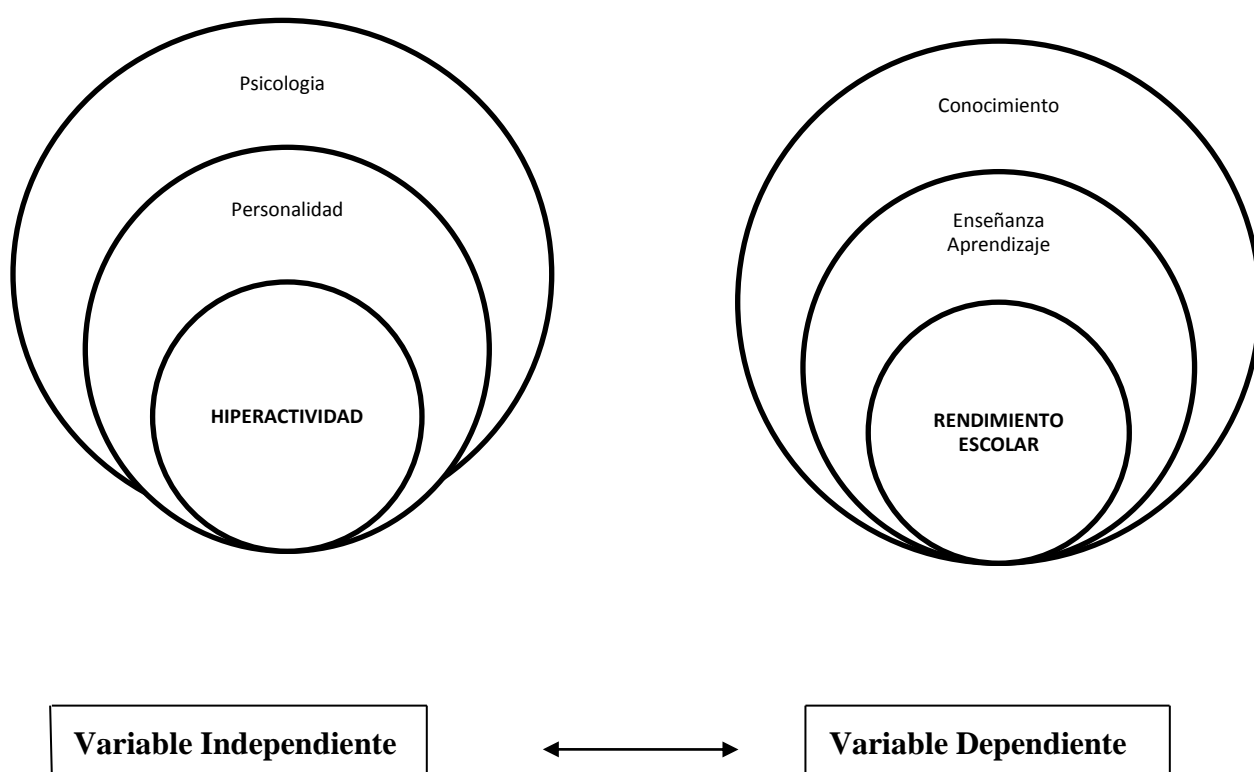 Psicologia
Personalidad
HIPERACTIVIDAD
Conocimiento
Enseñanza
Aprendizaje
RENDIMIENTO
ESCOLAR
Variable Independiente
Variable Dependiente